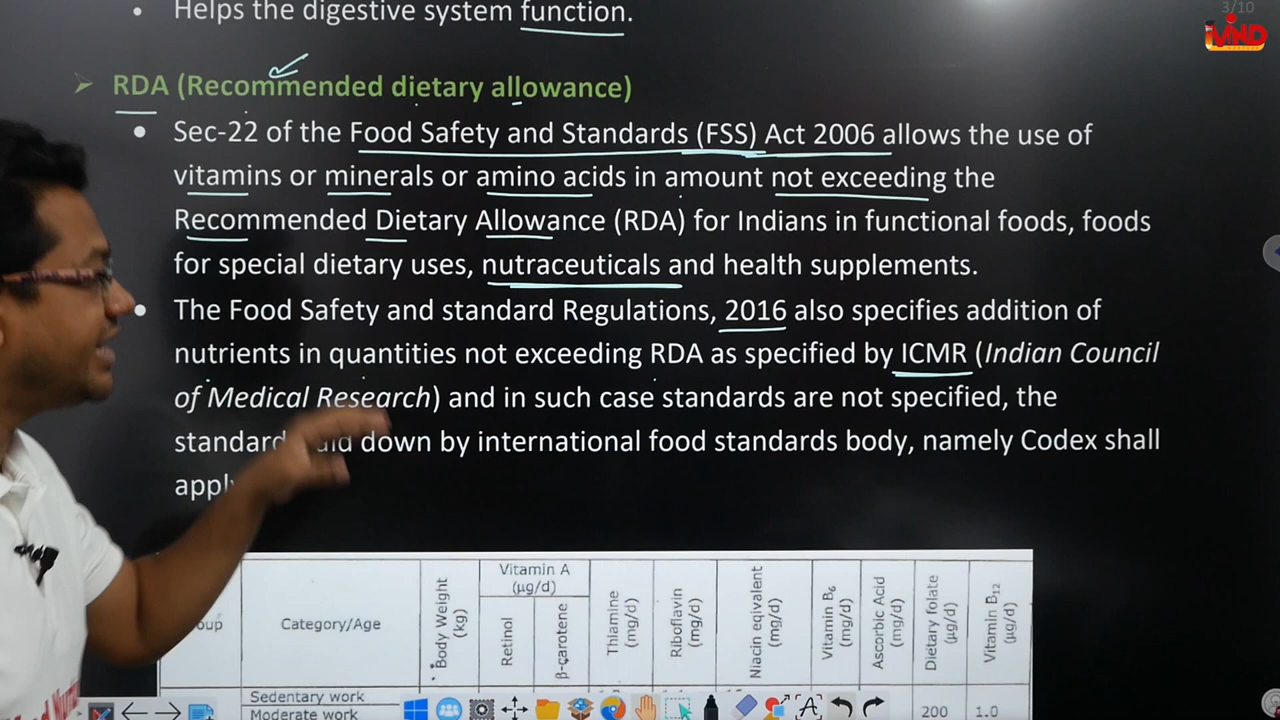 3/10
iMIND
• Helps the digestive system function.
➢ RDA (Recommended dietary allowance)
• Sec-22 of the Food Safety and Standards (FSS) Act 2006 allows the use of
vitamins or minerals or amino acids in amount not exceeding the
Recommended Dietary Allowance (RDA) for Indians in functional foods, foods
for special dietary uses, nutraceuticals and health supplements.
• The Food Safety and standard Regulations, 2016 also specifies addition of
nutrients in quantities not exceeding RDA as specified by ICMR (Indian Council
of Medical Research) and in such case standards are not specified, the
down by international food standards body, namely Codex shall
Category/Age
Body Weight (kg)
Vitamin A (µg/d)
Retinol
β-carotene
Thiamine (mg/d)
Riboflavin (mg/d)
Niacin eqivalent (mg/d)
Vitamin B6 (mg/d)
Ascorbic Acid (mg/d)
Dietary folate (µg/d)
Vitamin B12 (µg/d)
Sedentary work
Moderate work
200 1.0